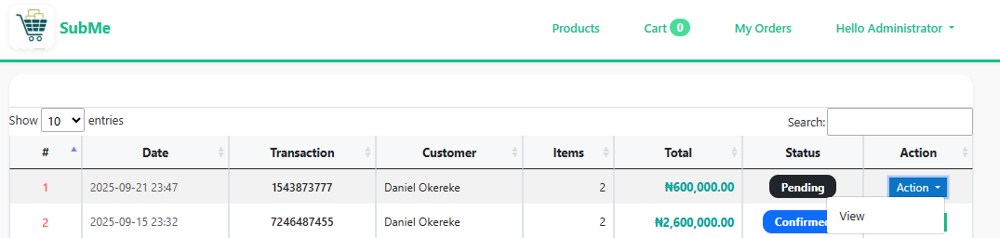 SubMe Products Cart 0 My Orders Hello Administrator
Show 10 entries Search:
# Date Transaction Customer Items Total Status Action
1 2025-09-21 23:47 1543873777 Daniel Okereke 2 ₦600,000.00 Pending Action
2 2025-09-15 23:32 7246487455 Daniel Okereke 2 ₦2,600,000.00 Confirmed View